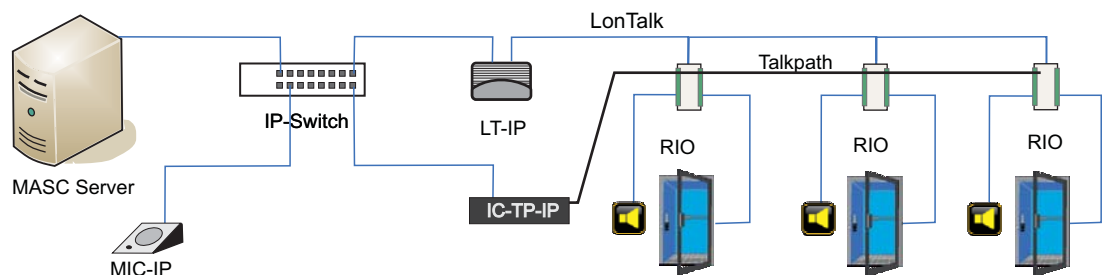 LonTalk
Talkpath
IP-Switch
LT-IP
RIO
RIO
RIO
MASC Server
IC-TP-IP
MIC-IP